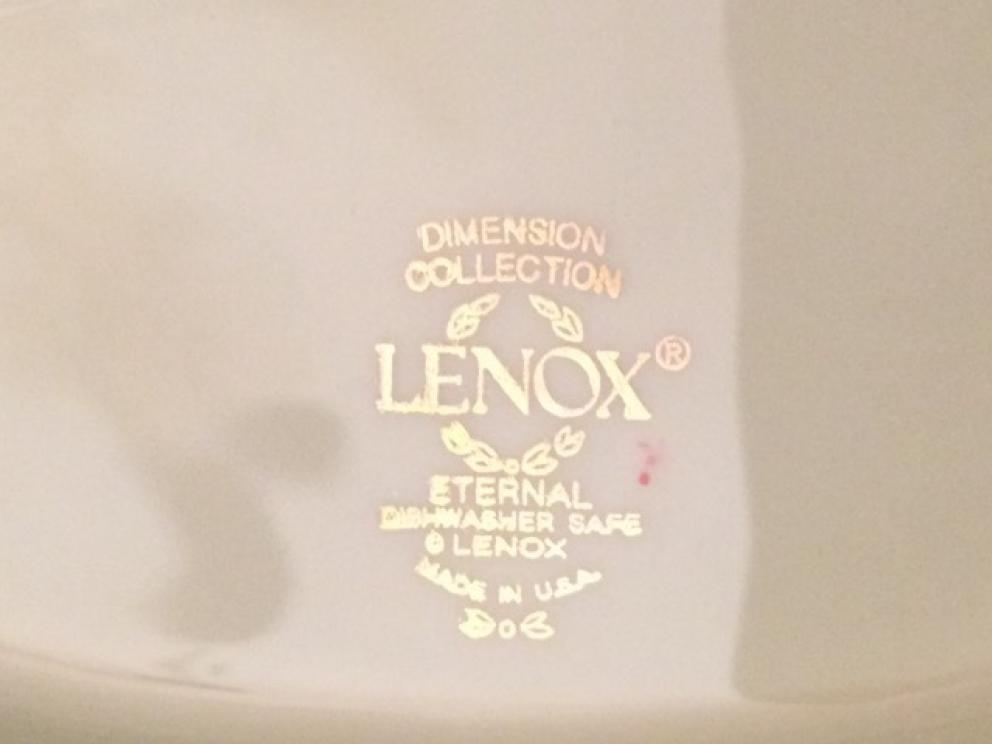 DIMENSION
COLLECTION
LENOX®
ETERNAL
DISHWASHER SAFE
© LENOX
MADE IN U.S.A.